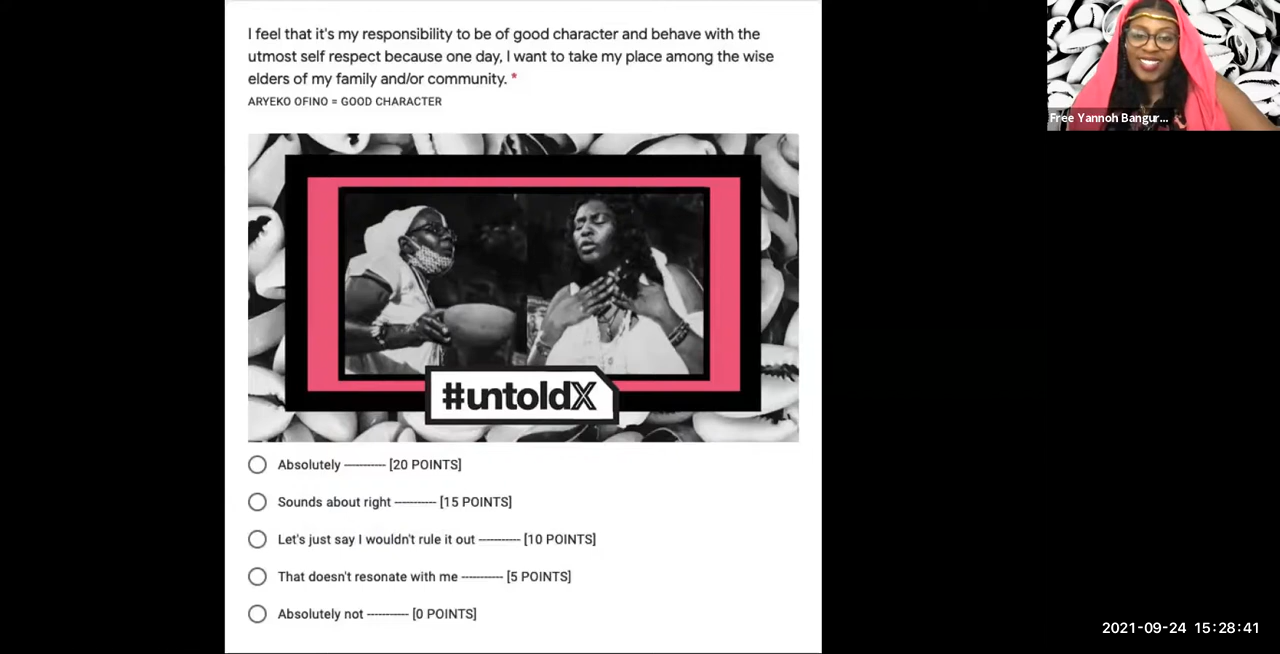 I feel that it's my responsibility to be of good character and behave with the
utmost self respect because one day, I want to take my place among the wise
elders of my family and/or community. *
ARYEKO OFINO = GOOD CHARACTER
Free Yannoh Bangur...
#untoldX
Absolutely ----------- [20 POINTS]
Sounds about right ----------- [15 POINTS]
Let's just say I wouldn't rule it out ----------- [10 POINTS]
That doesn't resonate with me ----------- [5 POINTS]
Absolutely not ----------- [0 POINTS]
2021-09-24 15:28:41